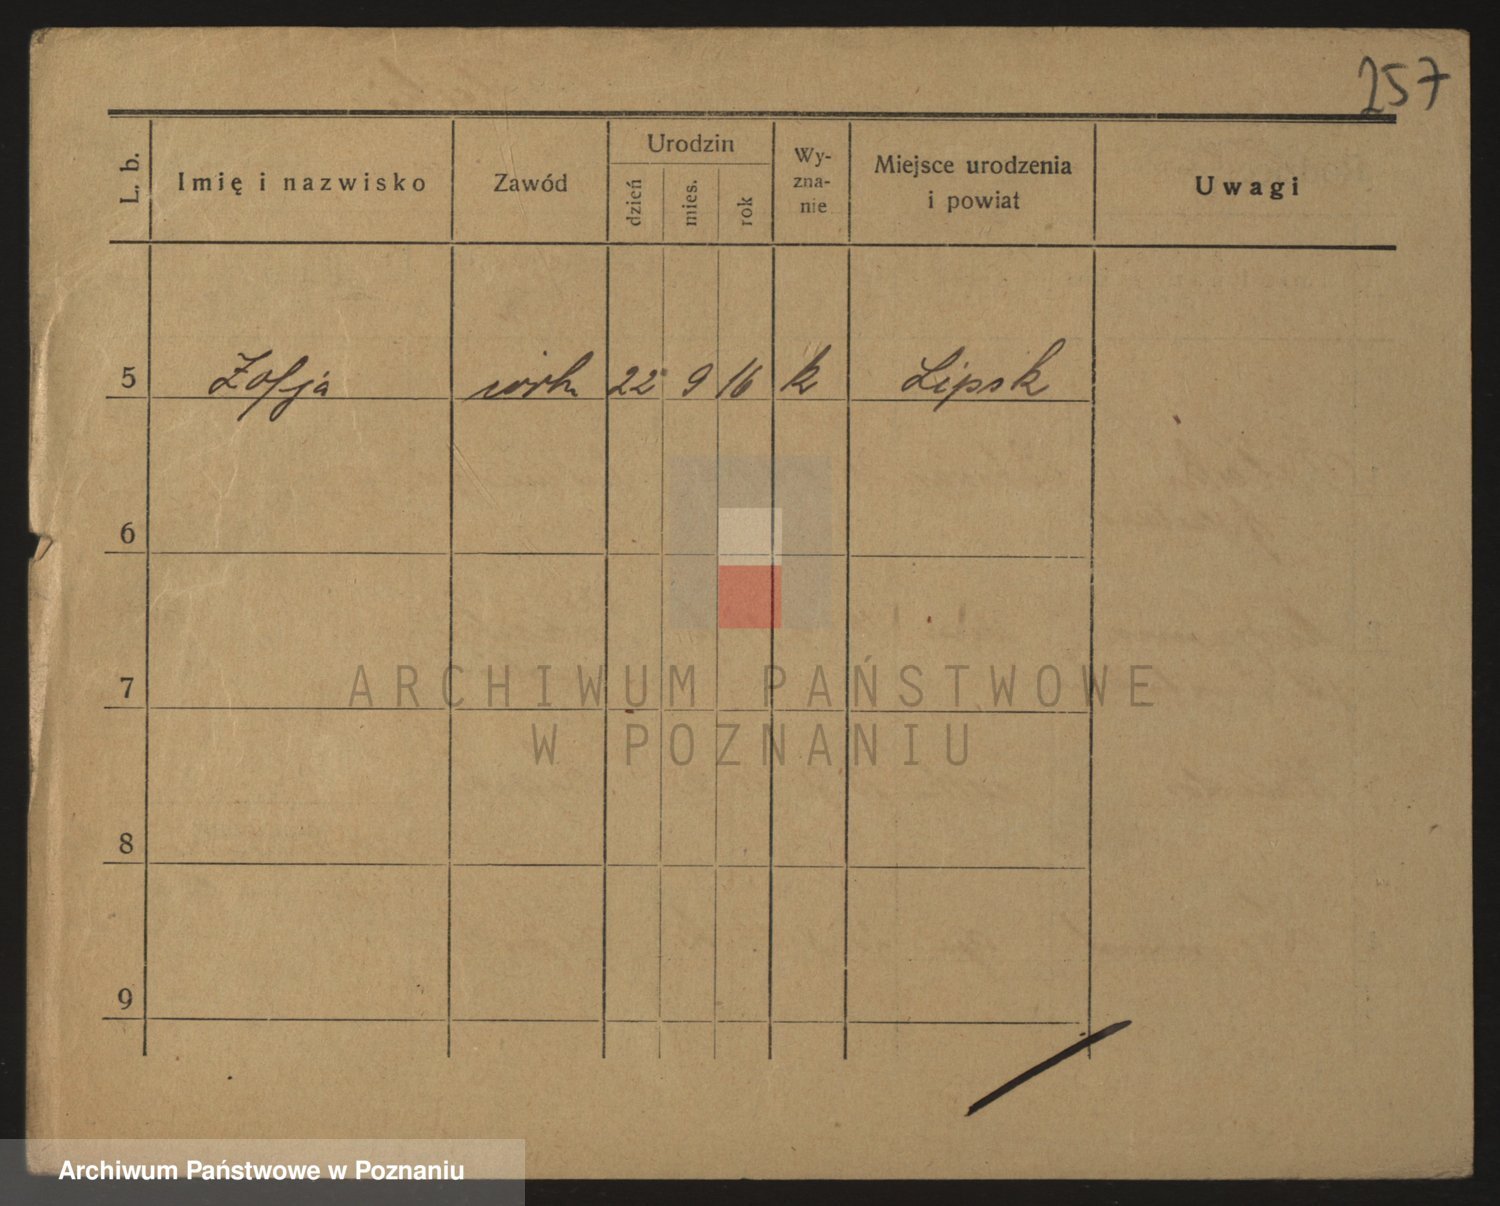 257
L. b. Imię i nazwisko Zawód Urodzin Wy-zna-nie Miejsce urodzenia i powiat Uwagi
dzień mies. rok
5 Zofja 22 9 16 k Lipsk
6
7
8
9
ARCHIWUM PAŃSTWOWE
W POZNANIU
Archiwum Państwowe w Poznaniu